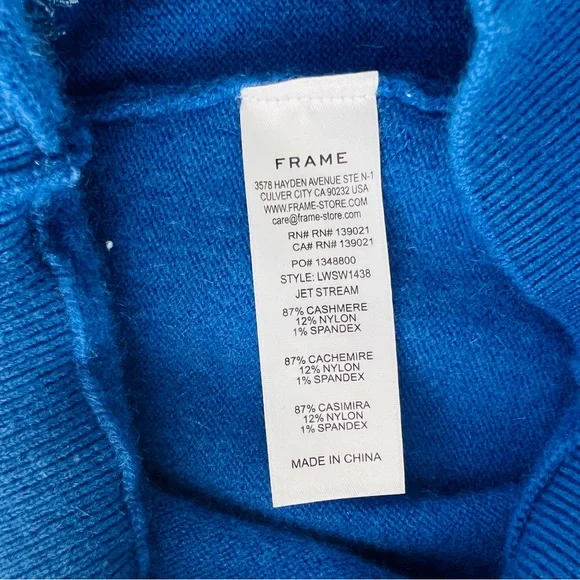 FRAME
3578 HAYDEN AVENUE STE N-1
CULVER CITY CA 90232 USA
WWW.FRAME-STORE.COM
care@frame-store.com
RN# RN# 139021
CA# RN# 139021
PO# 1348800
STYLE: LWSW1438
JET STREAM
87% CASHMERE
12% NYLON
1% SPANDEX
87% CACHEMIRE
12% NYLON
1% SPANDEX
87% CASIMIRA
12% NYLON
1% SPANDEX
MADE IN CHINA